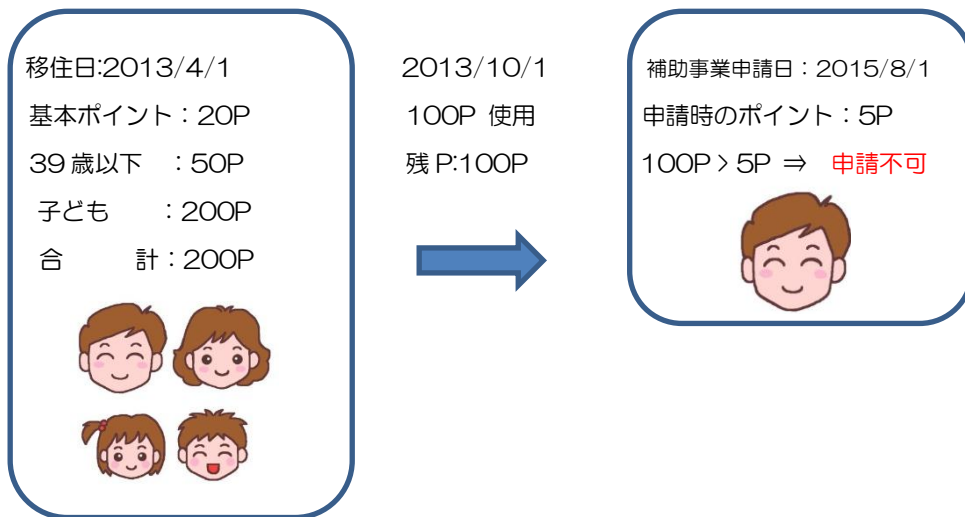 移住日:2013/4/1
基本ポイント：20P
39歳以下　：50P
子ども　　：200P
合　　計：200P
2013/10/1
100P 使用
残P:100P
補助事業申請日：2015/8/1
申請時のポイント：5P
100P＞5P ⇒ 申請不可